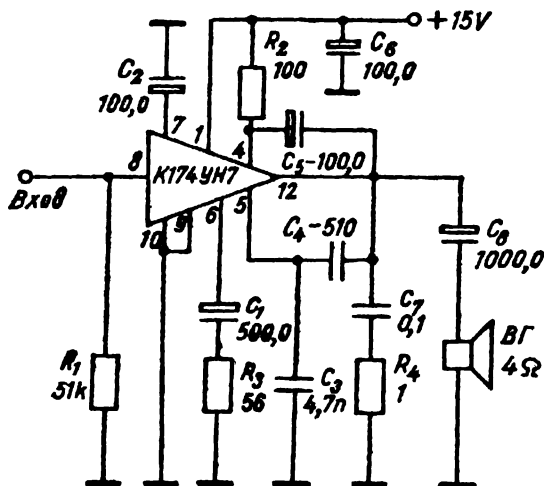 +15V
R2
100
C6
100,0
C2
100,0
7
1
4
C5-100,0
8
К174УН7
12
Вход
10
9
6
5
C4-510
C8
1000,0
C1
500,0
C7
0,1
ВГ
4Ω
R1
51k
R3
56
C3
4,7n
R4
1